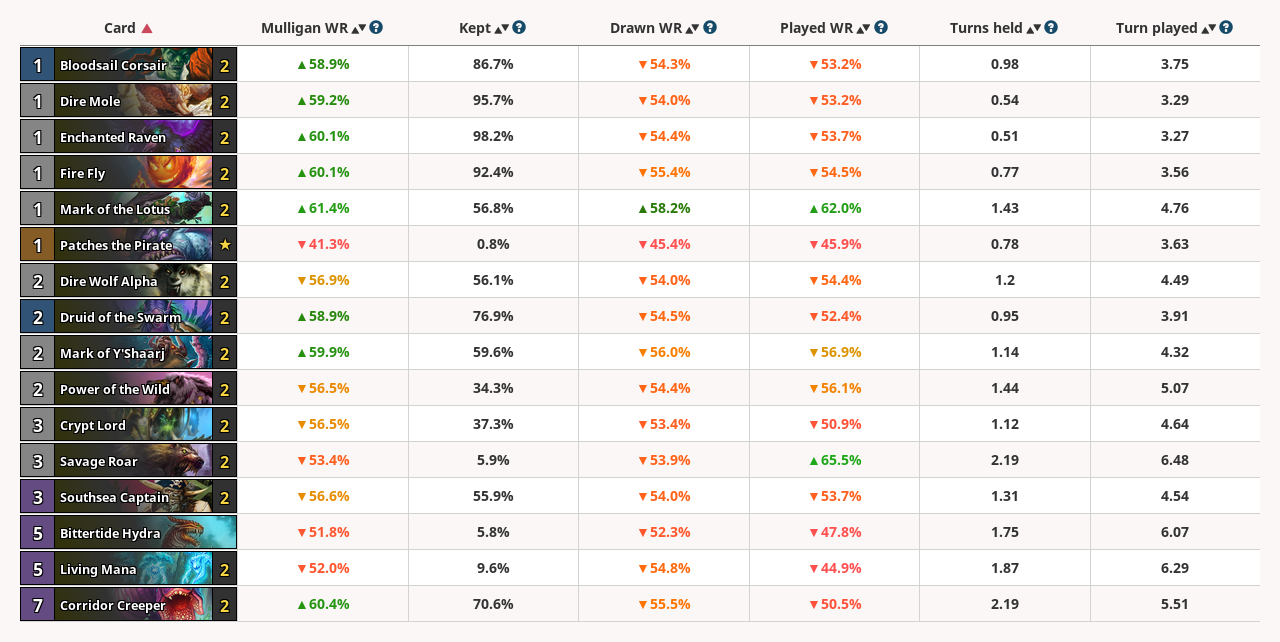 Card ▲ Mulligan WR ▲▼ ? Kept ▲▼ ? Drawn WR ▲▼ ? Played WR ▲▼ ? Turns held ▲▼ ? Turn played ▲▼ ?
1 Bloodsail Corsair 2 ▲58.9% 86.7% ▼54.3% ▼53.2% 0.98 3.75
1 Dire Mole 2 ▲59.2% 95.7% ▼54.0% ▼53.2% 0.54 3.29
1 Enchanted Raven 2 ▲60.1% 98.2% ▼54.4% ▼53.7% 0.51 3.27
1 Fire Fly 2 ▲60.1% 92.4% ▼55.4% ▼54.5% 0.77 3.56
1 Mark of the Lotus 2 ▲61.4% 56.8% ▲58.2% ▲62.0% 1.43 4.76
1 Patches the Pirate ★ ▼41.3% 0.8% ▼45.4% ▼45.9% 0.78 3.63
2 Dire Wolf Alpha 2 ▼56.9% 56.1% ▼54.0% ▼54.4% 1.2 4.49
2 Druid of the Swarm 2 ▲58.9% 76.9% ▼54.5% ▼52.4% 0.95 3.91
2 Mark of Y'Shaarj 2 ▲59.9% 59.6% ▼56.0% ▼56.9% 1.14 4.32
2 Power of the Wild 2 ▼56.5% 34.3% ▼54.4% ▼56.1% 1.44 5.07
3 Crypt Lord 2 ▼56.5% 37.3% ▼53.4% ▼50.9% 1.12 4.64
3 Savage Roar 2 ▼53.4% 5.9% ▼53.9% ▲65.5% 2.19 6.48
3 Southsea Captain 2 ▼56.6% 55.9% ▼54.0% ▼53.7% 1.31 4.54
5 Bittertide Hydra ▼51.8% 5.8% ▼52.3% ▼47.8% 1.75 6.07
5 Living Mana 2 ▼52.0% 9.6% ▼54.8% ▼44.9% 1.87 6.29
7 Corridor Creeper 2 ▲60.4% 70.6% ▼55.5% ▼50.5% 2.19 5.51